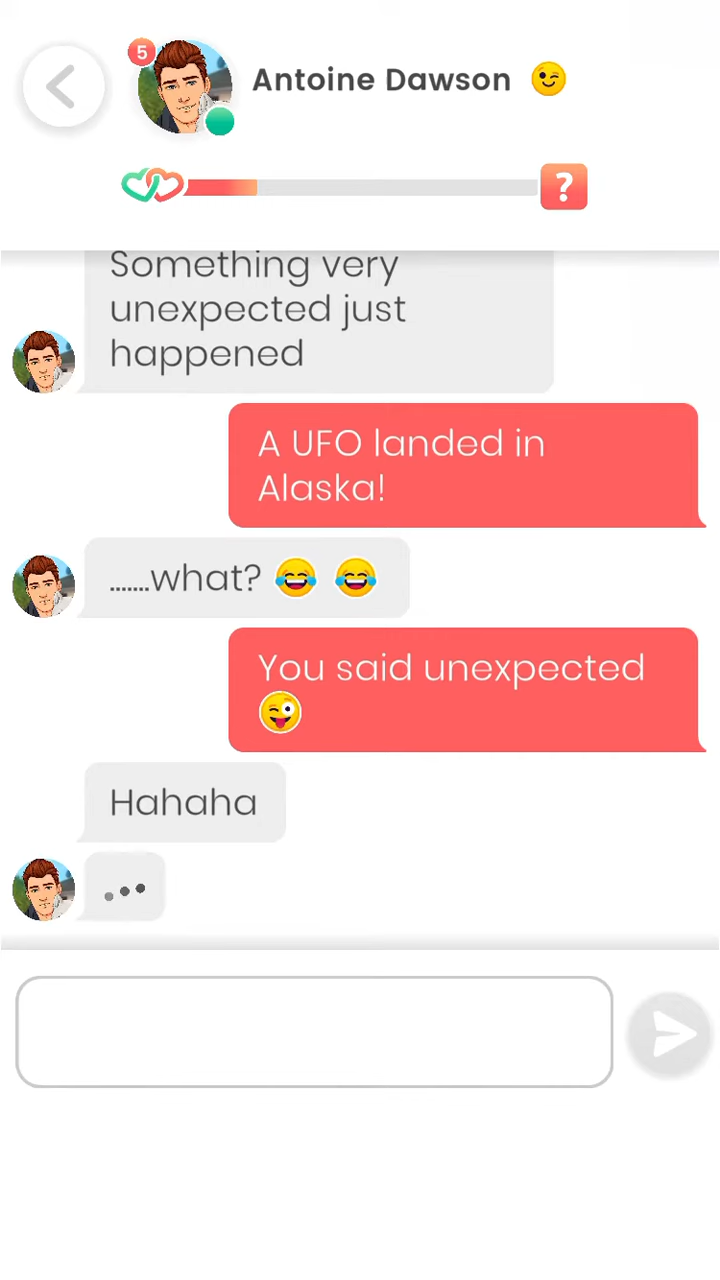 5
Antoine Dawson 😉
?
Something very
unexpected just
happened
A UFO landed in
Alaska!
.......what? 😂 😂
You said unexpected
😜
Hahaha